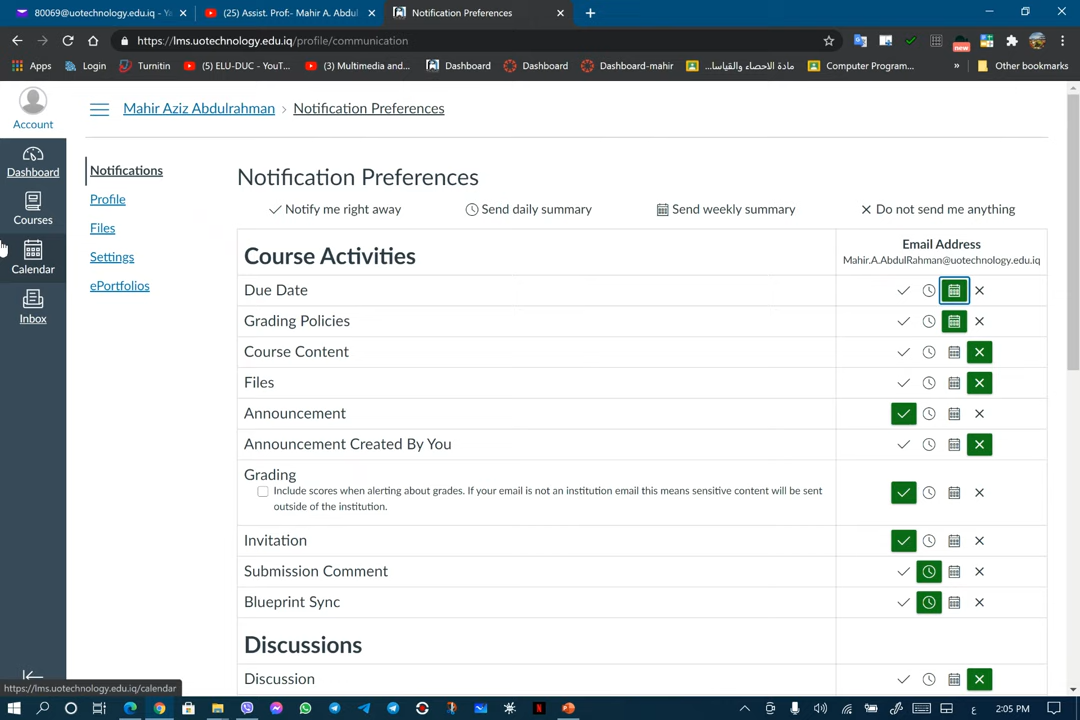 80069@uotechnology.edu.iq - Ya
(25) Assist. Prof:- Mahir A. Abdul
Notification Preferences
https://lms.uotechnology.edu.iq/profile/communication
new
Apps
Login
Turnitin
(5) ELU-DUC - YouT...
(3) Multimedia and...
Dashboard
Dashboard
Dashboard-mahir
مادة الاحصاء والقياسا...
Computer Program...
»
Other bookmarks
Account
Mahir Aziz Abdulrahman › Notification Preferences
Dashboard
Courses
Calendar
Inbox
Notifications
Profile
Files
Settings
ePortfolios
Notification Preferences
Notify me right away
Send daily summary
Send weekly summary
Do not send me anything
Course Activities
Email Address
Mahir.A.AbdulRahman@uotechnology.edu.iq
Due Date
Grading Policies
Course Content
Files
Announcement
Announcement Created By You
Grading
Include scores when alerting about grades. If your email is not an institution email this means sensitive content will be sent
outside of the institution.
Invitation
Submission Comment
Blueprint Sync
Discussions
Discussion
https://lms.uotechnology.edu.iq/calendar
ع
2:05 PM